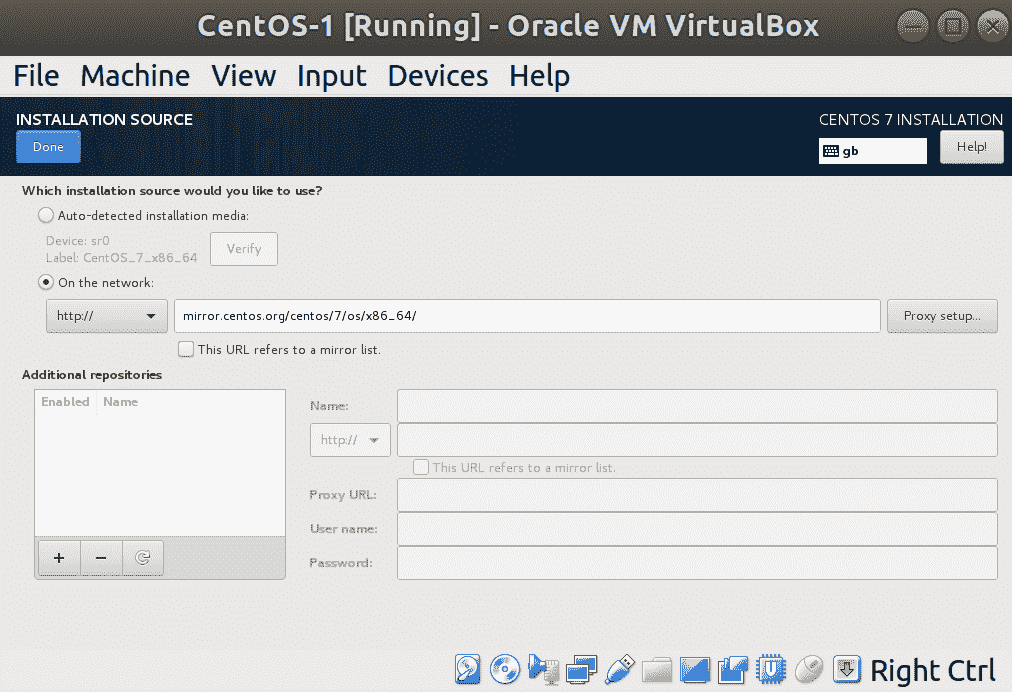 CentOS-1 [Running] - Oracle VM VirtualBox
File Machine View Input Devices Help
INSTALLATION SOURCE
CENTOS 7 INSTALLATION
Done
gb
Help!
Which installation source would you like to use?
Auto-detected installation media:
Device: sr0
Label: CentOS_7_x86_64
Verify
On the network:
http://
mirror.centos.org/centos/7/os/x86_64/
Proxy setup...
This URL refers to a mirror list.
Additional repositories
Enabled Name
Name:
http://
This URL refers to a mirror list.
Proxy URL:
User name:
Password:
Right Ctrl